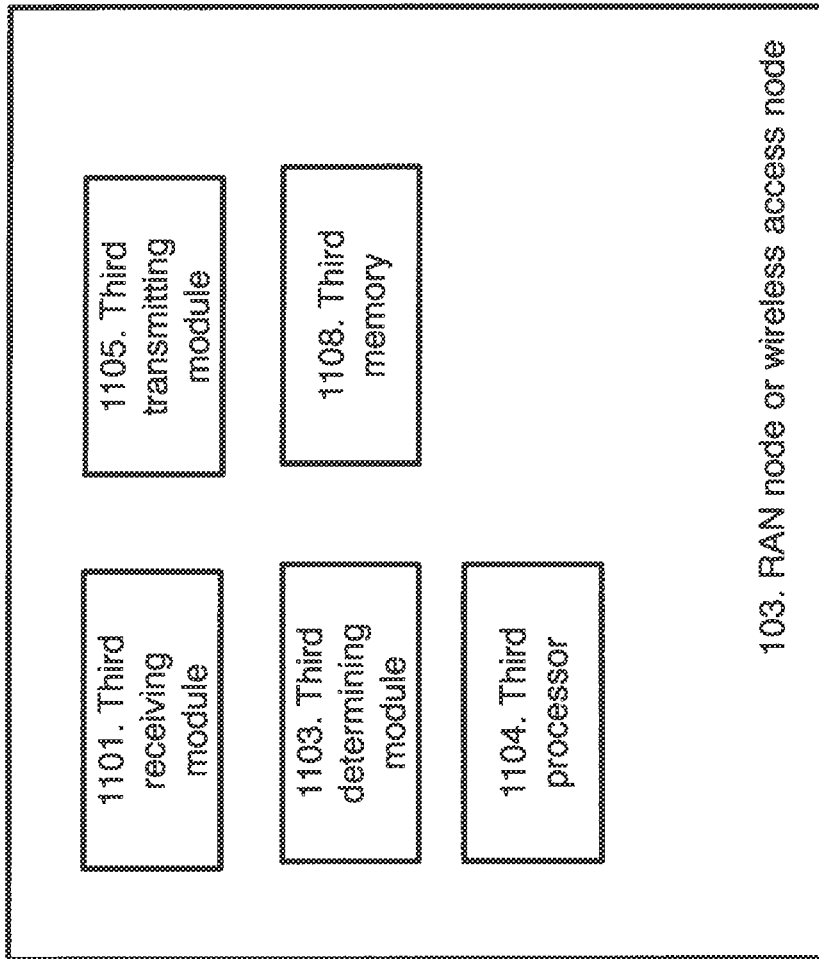 1101. Third
receiving
module
1105. Third
transmitting
module
1103. Third
determining
module
1108. Third
memory
1104. Third
processor
103. RAN node or wireless access node